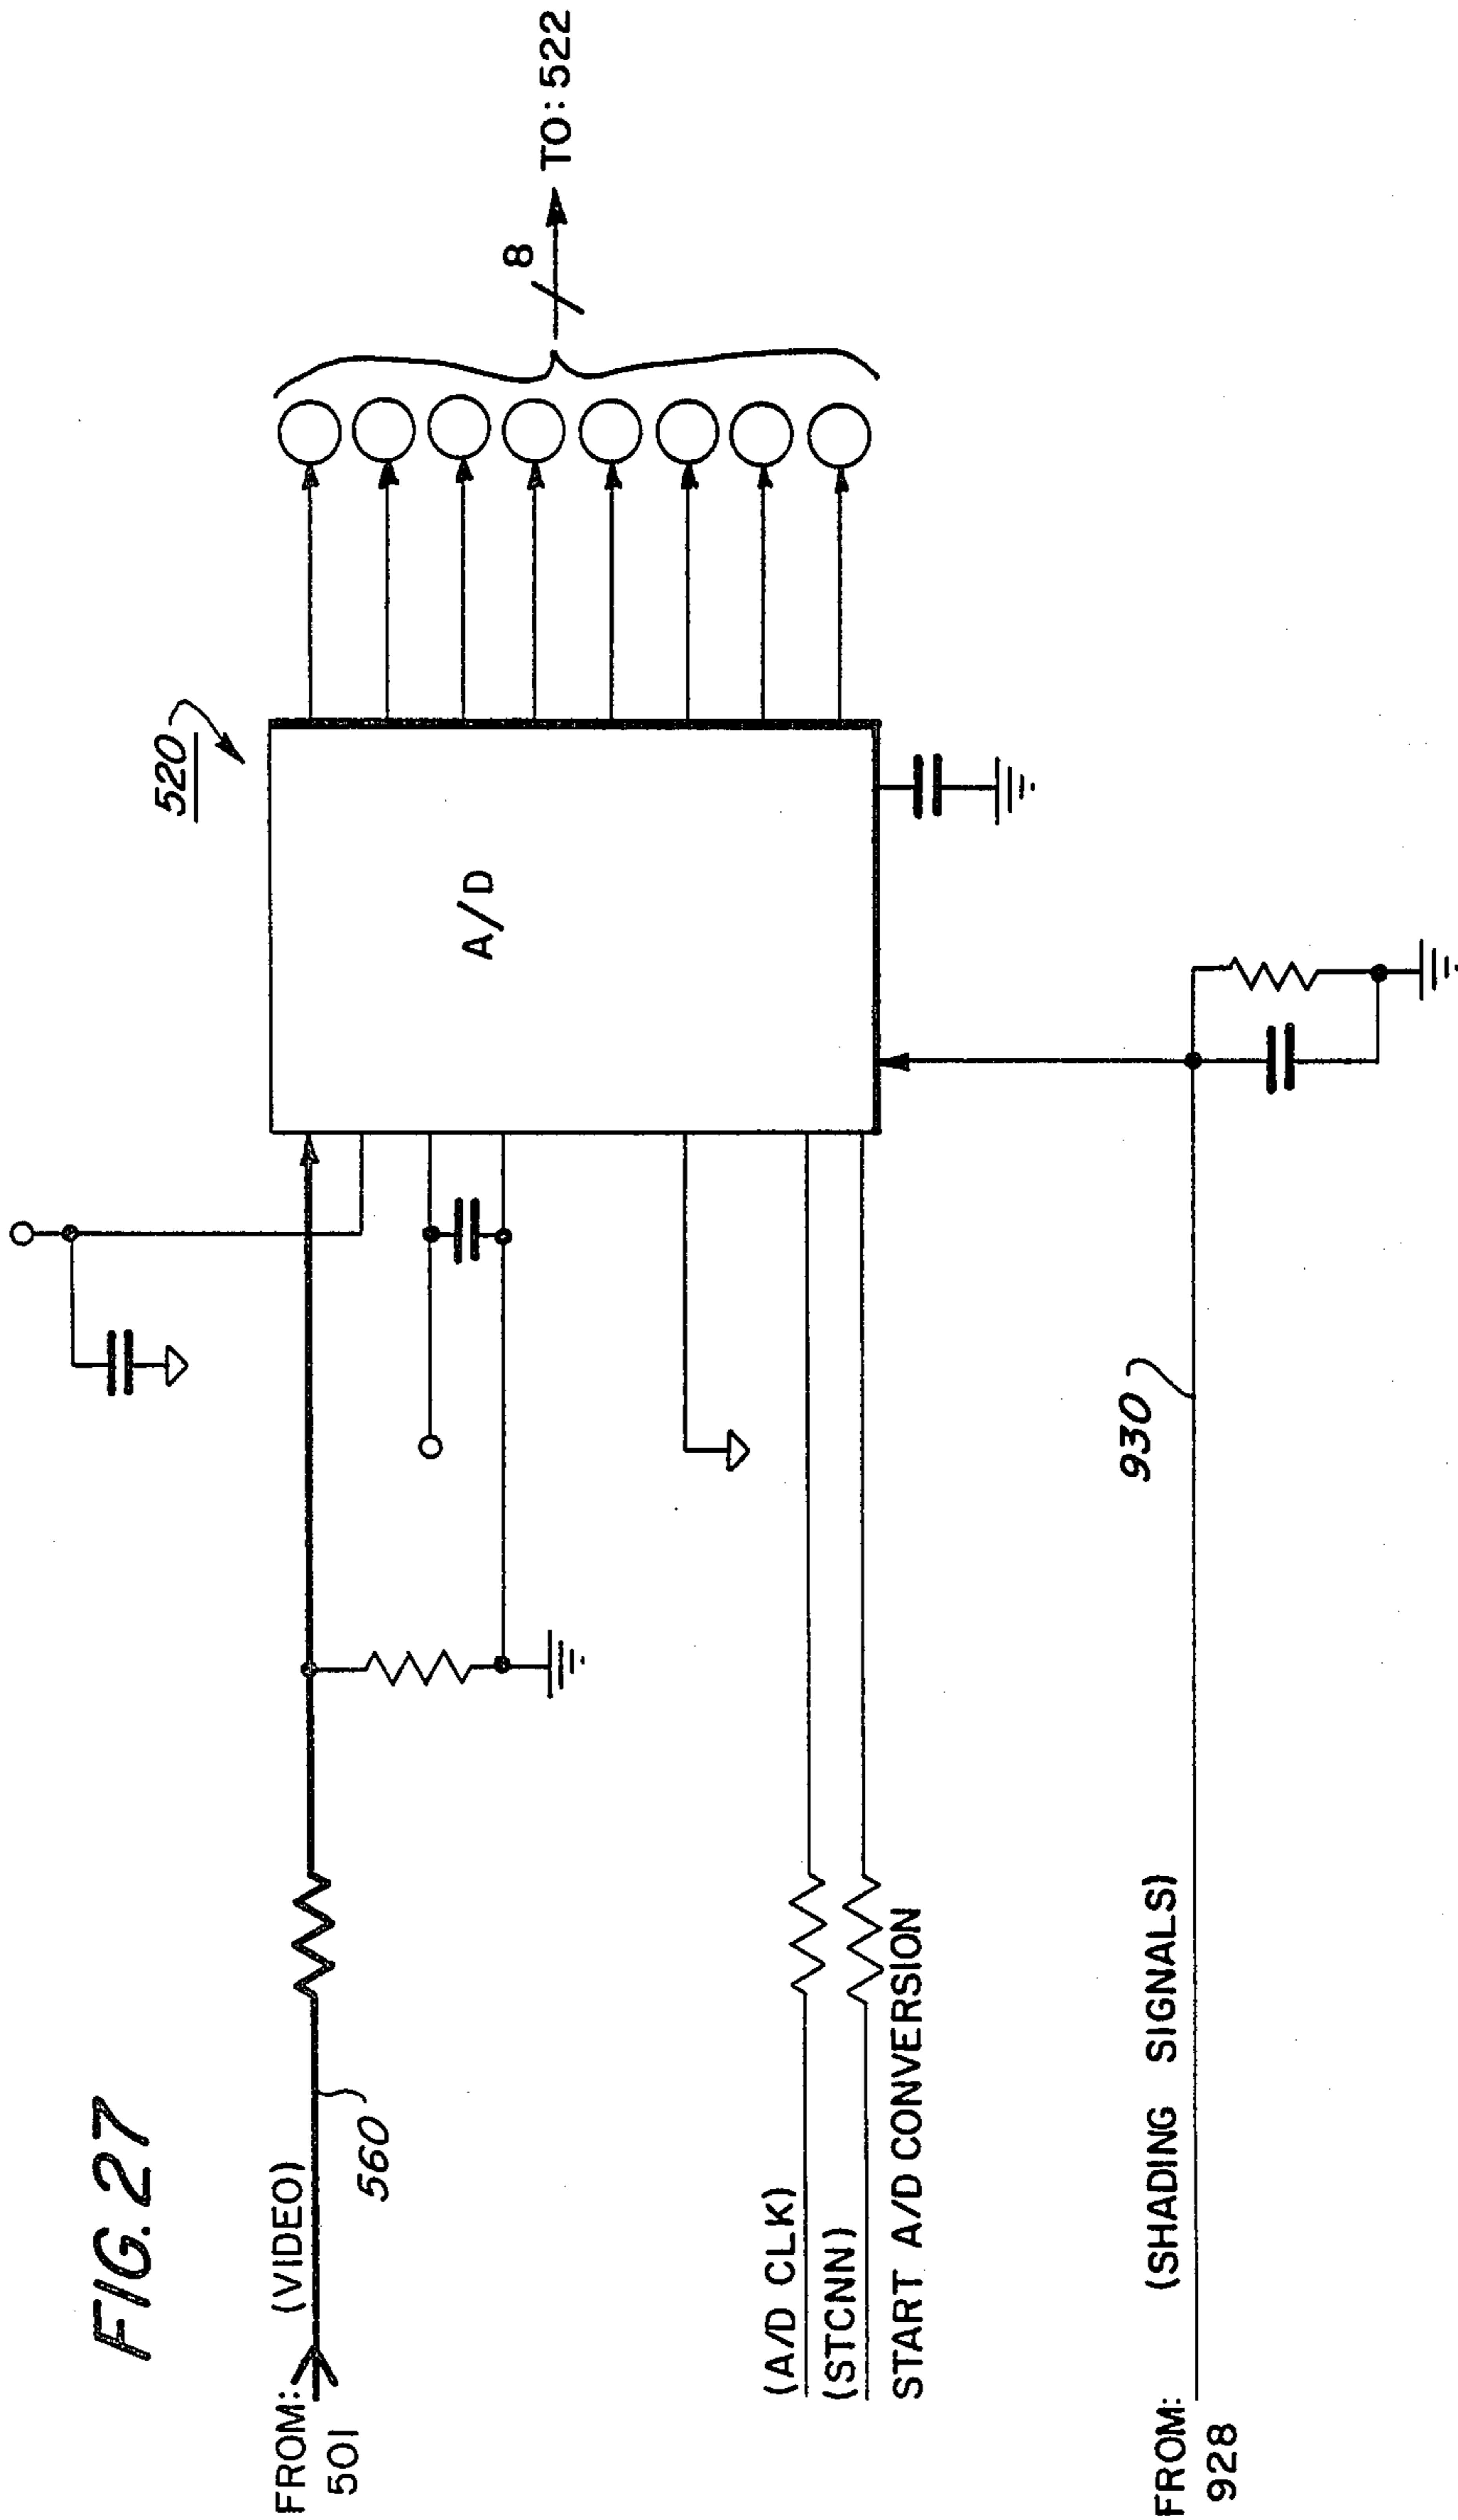 FIG. 27
FROM:
501
(VIDEO)
560
520
A/D
8
TO: 522
(A/D CLK)
(STCNN)
START A/D CONVERSION
FROM:
928
(SHADING SIGNALS)
930